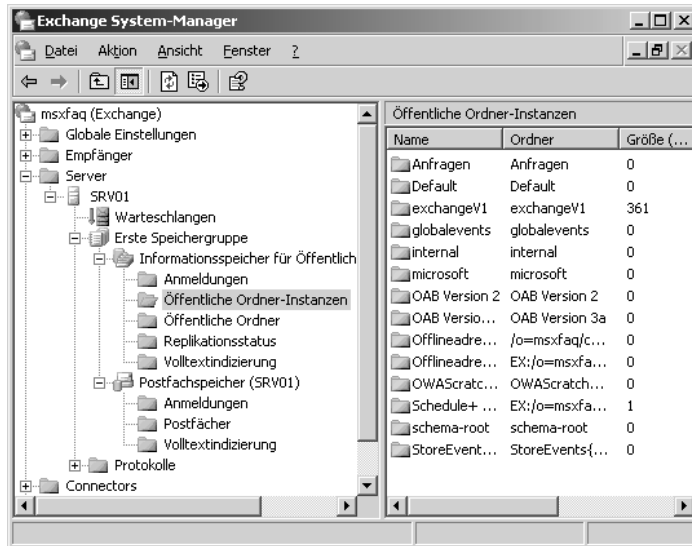 Exchange System-Manager
Datei Aktion Ansicht Fenster ?
msxfaq (Exchange)
Globale Einstellungen
Empfänger
Server
SRV01
Warteschlangen
Erste Speichergruppe
Informationsspeicher für Öffentlich
Anmeldungen
Öffentliche Ordner-Instanzen
Öffentliche Ordner
Replikationsstatus
Volltextindizierung
Postfachspeicher (SRV01)
Anmeldungen
Postfächer
Volltextindizierung
Protokolle
Connectors
Öffentliche Ordner-Instanzen
Name Ordner Größe (...
Anfragen Anfragen 0
Default Default 0
exchangeV1 exchangeV1 361
globalevents globalevents 0
internal internal 0
microsoft microsoft 0
OAB Version 2 OAB Version 2 0
OAB Versio... OAB Version 3a 0
Offlineadre... /o=msxfaq/c... 0
Offlineadre... EX:/o=msxfa... 0
OWAScratc... OWAScratch... 0
Schedule+ ... EX:/o=msxfa... 1
schema-root schema-root 0
StoreEvent... StoreEvents{... 0